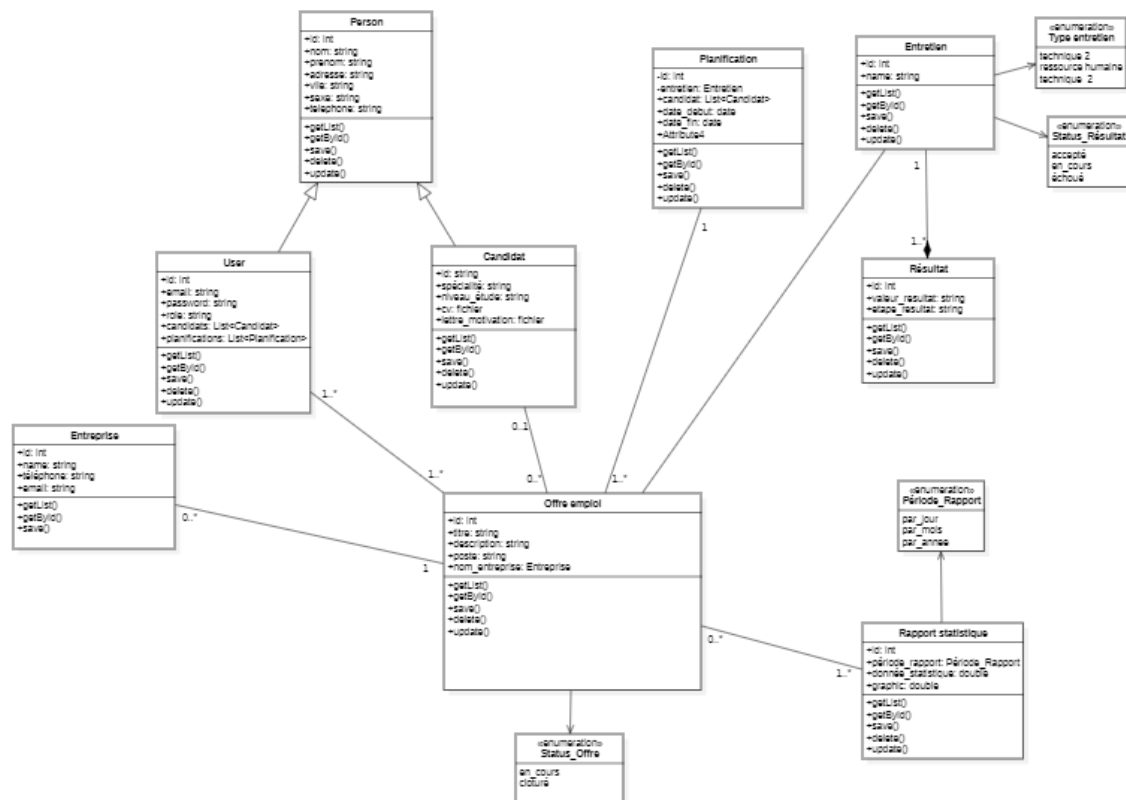 Person
+id: int
+nom: string
+prenom: string
+adresse: string
+vile: string
+sexe: string
+telephone: string
+getList()
+getById()
+save()
+delete()
+update()
Planification
-id: int
-entretien: Entretien
+candidat: List<Candidat>
+date_debut: date
+date_fin: date
+Attribute4
+getList()
+getById()
+save()
+delete()
+update()
1
1..*
Entretien
+id: int
+name: string
+getList()
+getById()
+save()
+delete()
+update()
1
1..*
«enumeration»
Type entretien
technique 2
ressource humaine
technique 2
«enumeration»
Status_Résultat
accepté
en_cours
échoué
User
+id: int
+email: string
+password: string
+role: string
+candidats: List<Candidat>
+planifications: List<Planification>
+getList()
+getById()
+save()
+delete()
+update()
1..*
1..*
Candidat
+id: string
+spécialité: string
+niveau_étude: string
+cv: fichier
+lettre_motivation: fichier
+getList()
+getById()
+save()
+delete()
+update()
0..1
0..*
Résultat
+id: int
+valeur_resultat: string
+etape_resultat: string
+getList()
+getById()
+save()
+delete()
+update()
Entreprise
+id: int
+name: string
+téléphone: string
+email: string
+getList()
+getById()
+save()
0..*
1
Offre emploi
+id: int
+titre: string
+description: string
+poste: string
+nom_entreprise: Entreprise
+getList()
+getById()
+save()
+delete()
+update()
0..*
1..*
«enumeration»
Période_Rapport
par_jour
par_mois
par_annee
Rapport statistique
+id: int
+période_rapport: Période_Rapport
+donnée_statistique: double
+graphic: double
+getList()
+getById()
+save()
+delete()
+update()
«enumeration»
Status_Offre
en_cours
cloturé